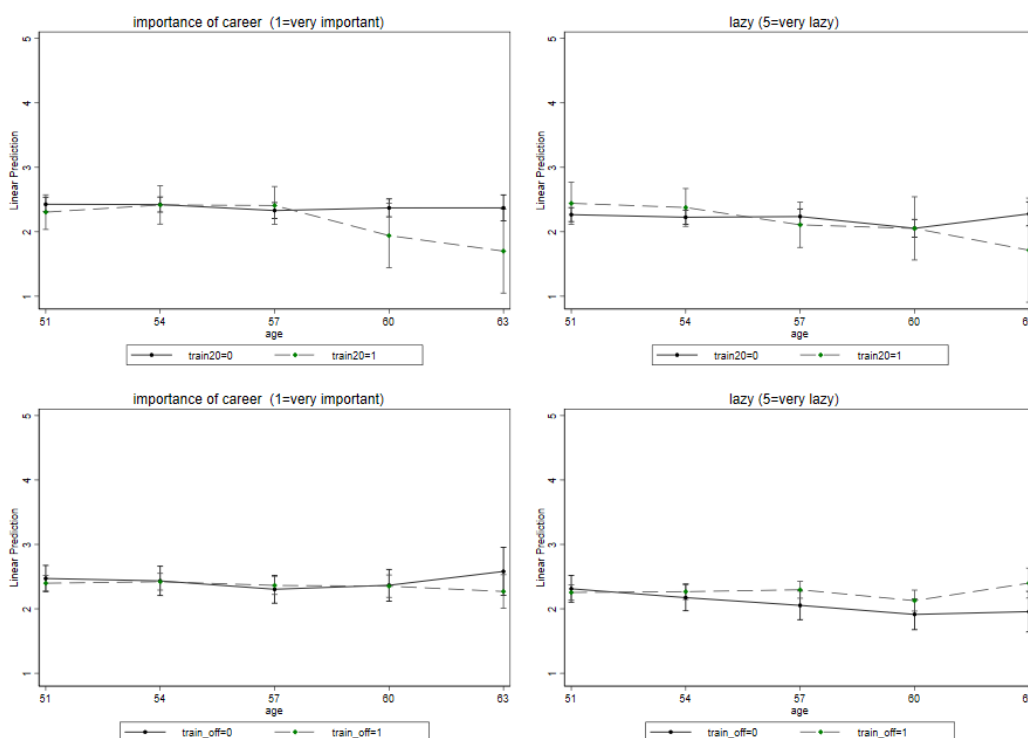 importance of career (1=very important)
5
4
3
2
1
Linear Prediction
51 54 57 60 63
age
train20=0 train20=1
lazy (5=very lazy)
5
4
3
2
1
Linear Prediction
51 54 57 60
age
train20=0 train20=1
importance of career (1=very important)
5
4
3
2
1
Linear Prediction
51 54 57 60 63
age
train_off=0 train_off=1
lazy (5=very lazy)
5
4
3
2
1
Linear Prediction
51 54 57 60
age
train_off=0 train_off=1